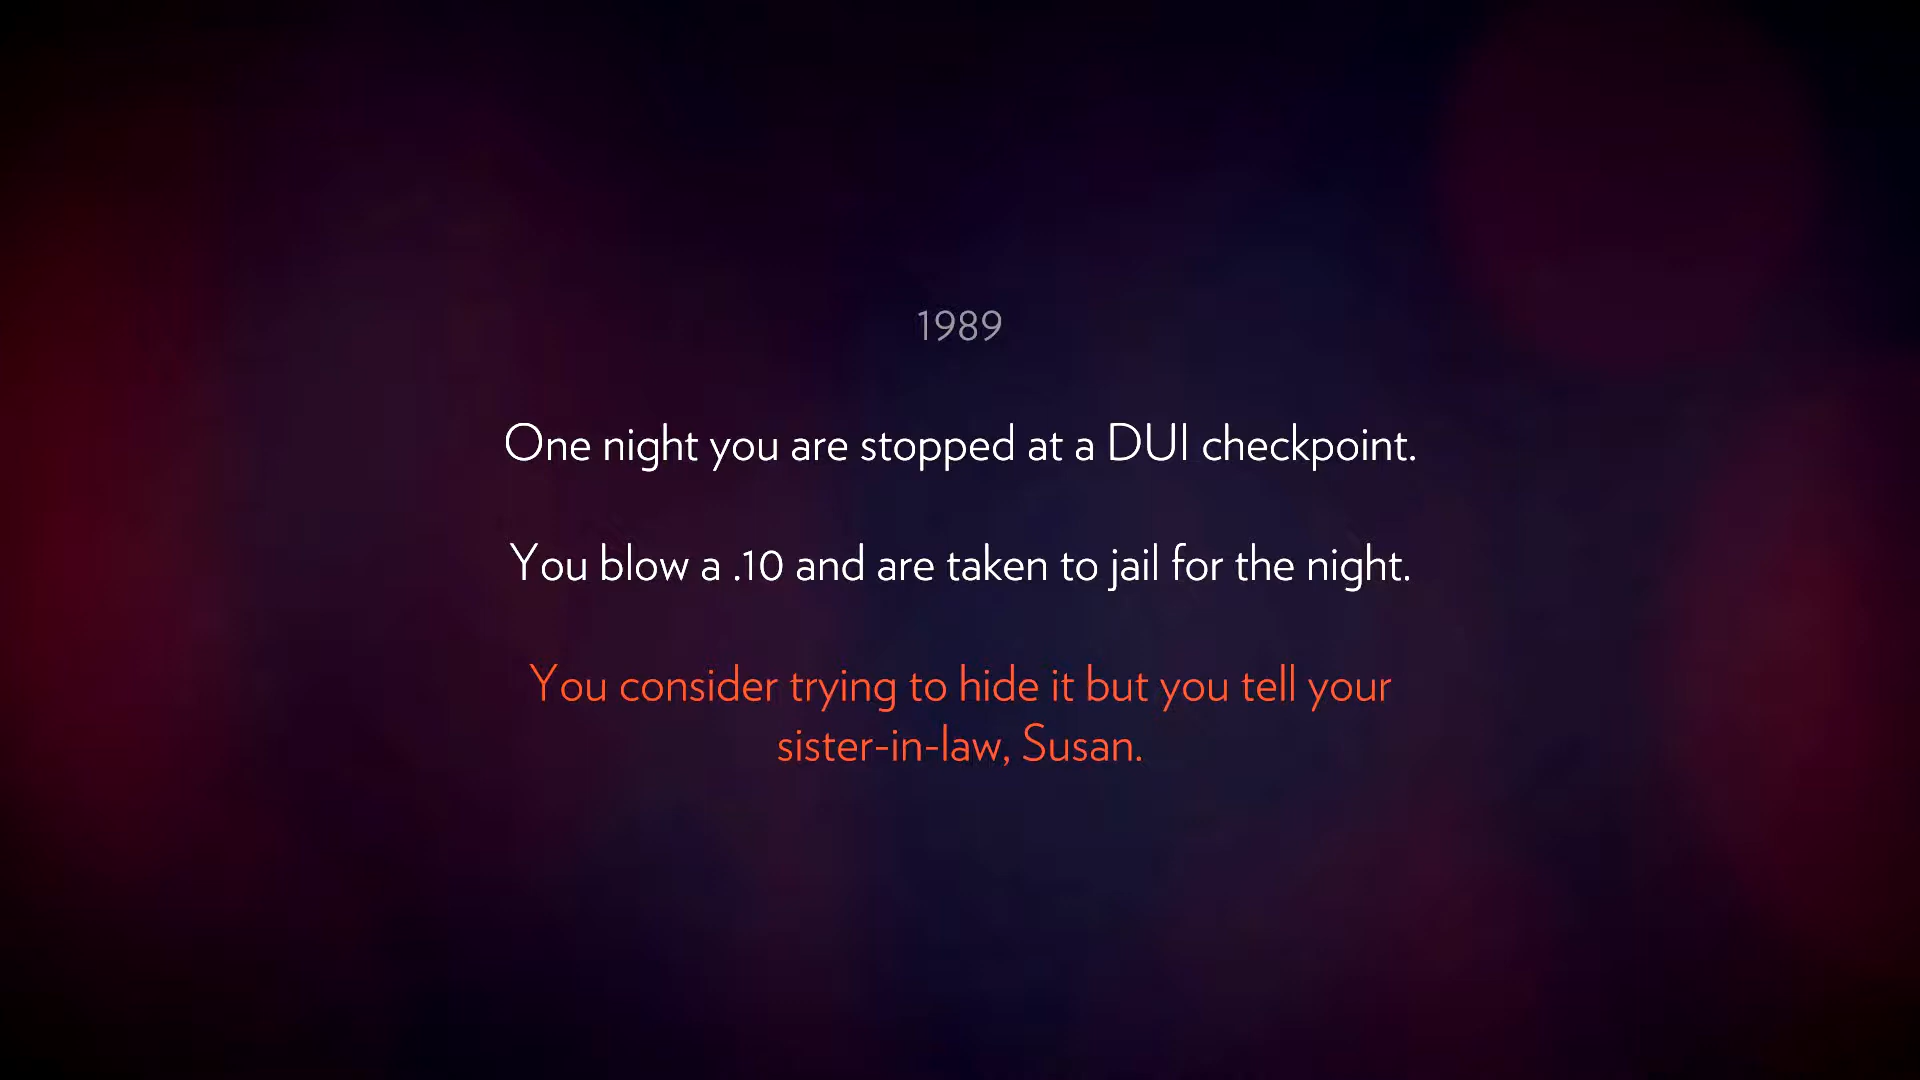 1989
One night you are stopped at a DUI checkpoint.
You blow a .10 and are taken to jail for the night.
You consider trying to hide it but you tell your
sister-in-law, Susan.